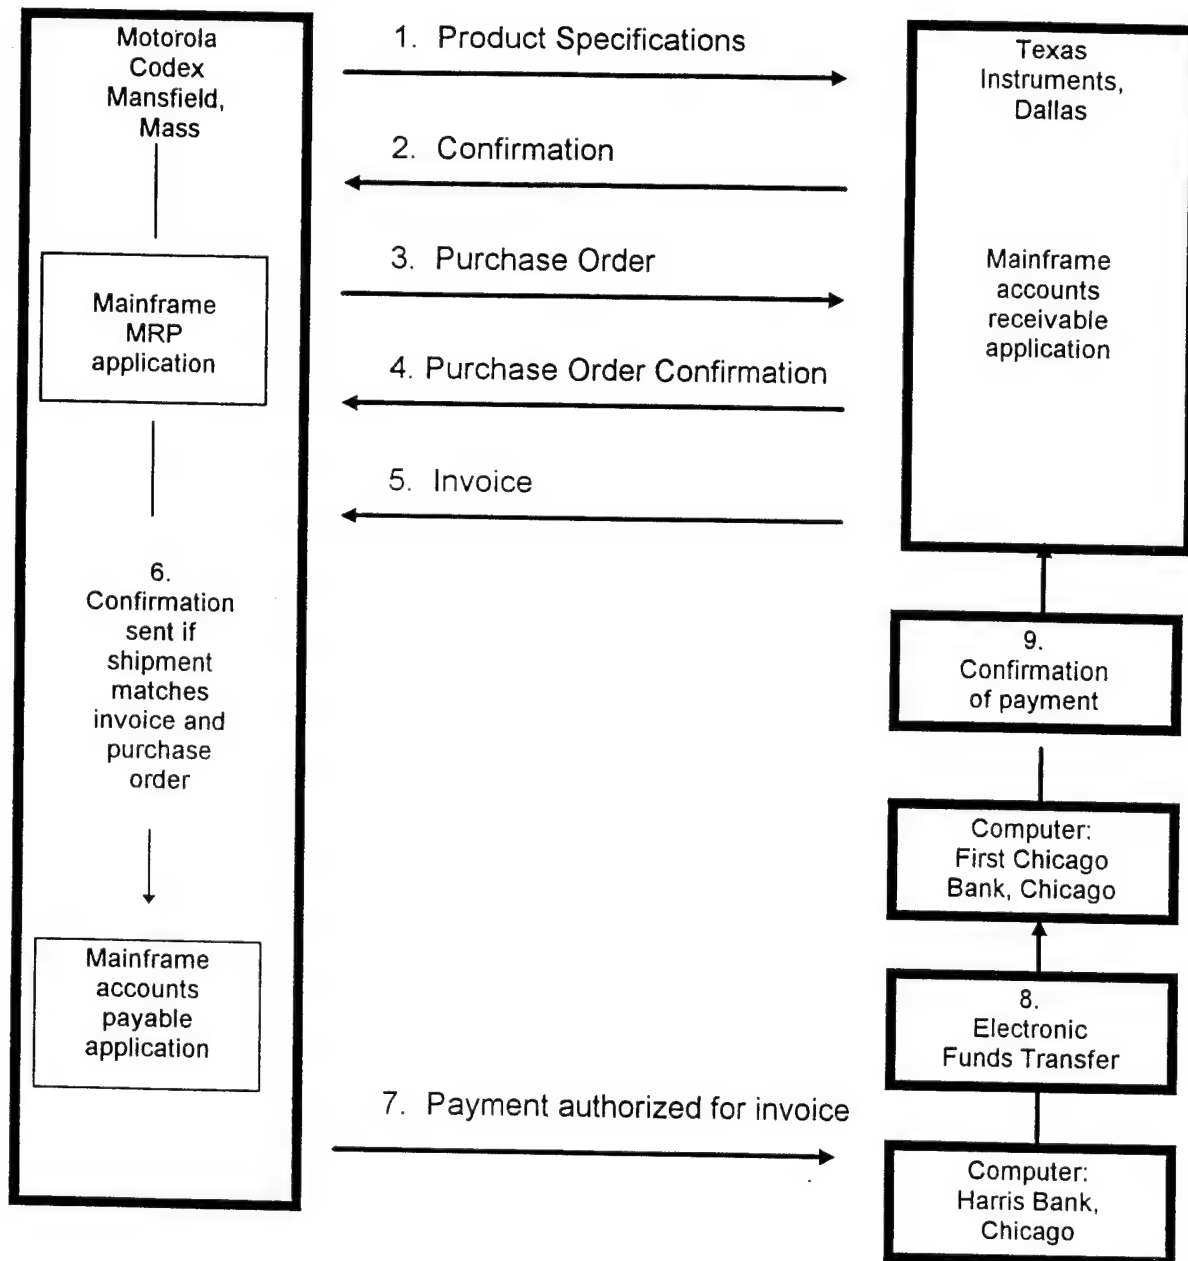 Motorola
Codex
Mansfield,
Mass
Mainframe
MRP
application
6.
Confirmation
sent if
shipment
matches
invoice and
purchase
order
Mainframe
accounts
payable
application
1. Product Specifications
2. Confirmation
3. Purchase Order
4. Purchase Order Confirmation
5. Invoice
7. Payment authorized for invoice
Texas
Instruments,
Dallas
Mainframe
accounts
receivable
application
9.
Confirmation
of payment
Computer:
First Chicago
Bank, Chicago
8.
Electronic
Funds Transfer
Computer:
Harris Bank,
Chicago